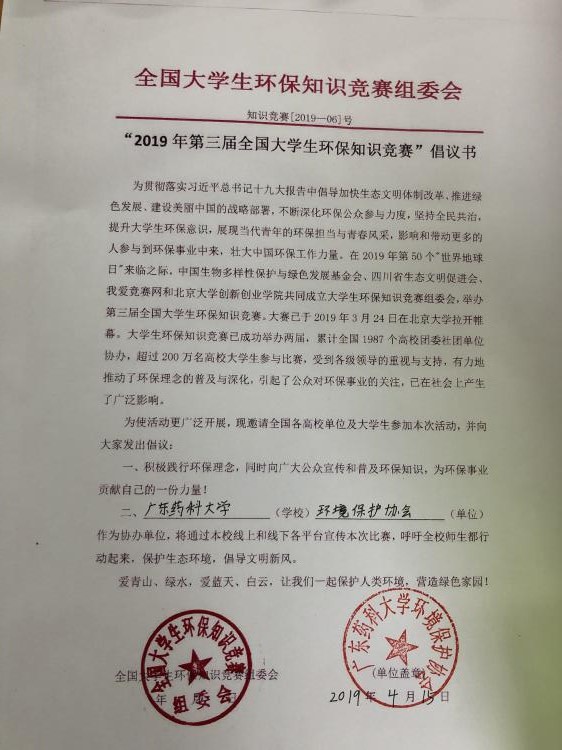 全国大学生环保知识竞赛组委会
知识竞赛[2019—06]号
“2019 年第三届全国大学生环保知识竞赛”倡议书
为贯彻落实习近平总书记十九大报告中倡导加快生态文明体制改革、推进绿
色发展、建设美丽中国的战略部署，不断深化环保公众参与力度，坚持全民共治，
提升大学生环保意识，展现当代青年的环保担当与青春风采，影响和带动更多的
人参与到环保事业中来，壮大中国环保工作力量。在 2019 年第 50 个“世界地球
日”来临之际，中国生物多样性保护与绿色发展基金会、四川省生态文明促进会、
我爱竞赛网和北京大学创新创业学院共同成立大学生环保知识竞赛组委会，举办
第三届全国大学生环保知识竞赛。大赛已于 2019 年 3 月 24 日在北京大学拉开帷
幕。大学生环保知识竞赛已成功举办两届，累计全国 1987 个高校团委社团单位
协办，超过 200 万名高校大学生参与比赛，受到各级领导的重视与支持，有力地
推动了环保理念的普及与深化，引起了公众对环保事业的关注，已在社会上产生
了广泛影响。
为使活动更广泛开展，现邀请全国各高校单位及大学生参加本次活动，并向
大家发出倡议：
一、积极践行环保理念，同时向广大公众宣传和普及环保知识，为环保事业
贡献自己的一份力量！
二、广东药科大学（学校）环境保护协会（单位）
作为协办单位，将通过本校线上和线下各平台宣传本次比赛，呼吁全校师生都行
动起来，保护生态环境，倡导文明新风。
爱青山、绿水，爱蓝天、白云，让我们一起保护人类环境，营造绿色家园！
全国大学生环保知识竞赛
组委会
广东药科大学环境保护协会
全国大学生环保知识竞赛组委会
（单位盖章）
年 月 日
2019 年 4 月 15 日